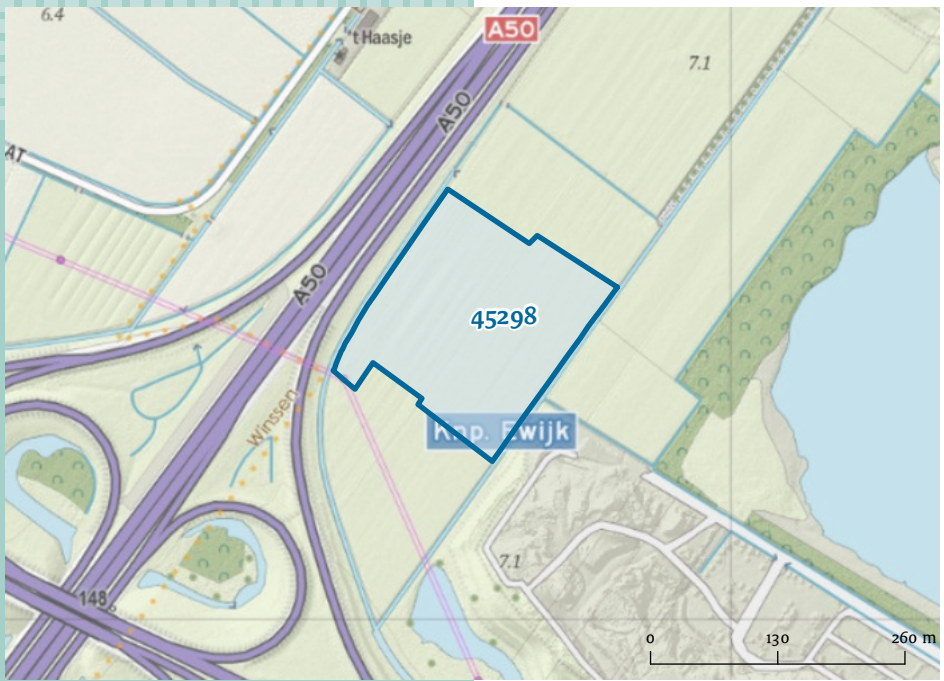 6.4
't Haasje
A50
7.1
A50
AT
A50
45298
Winssen
Knp. Ewijk
7.1
148
0 130 260 m